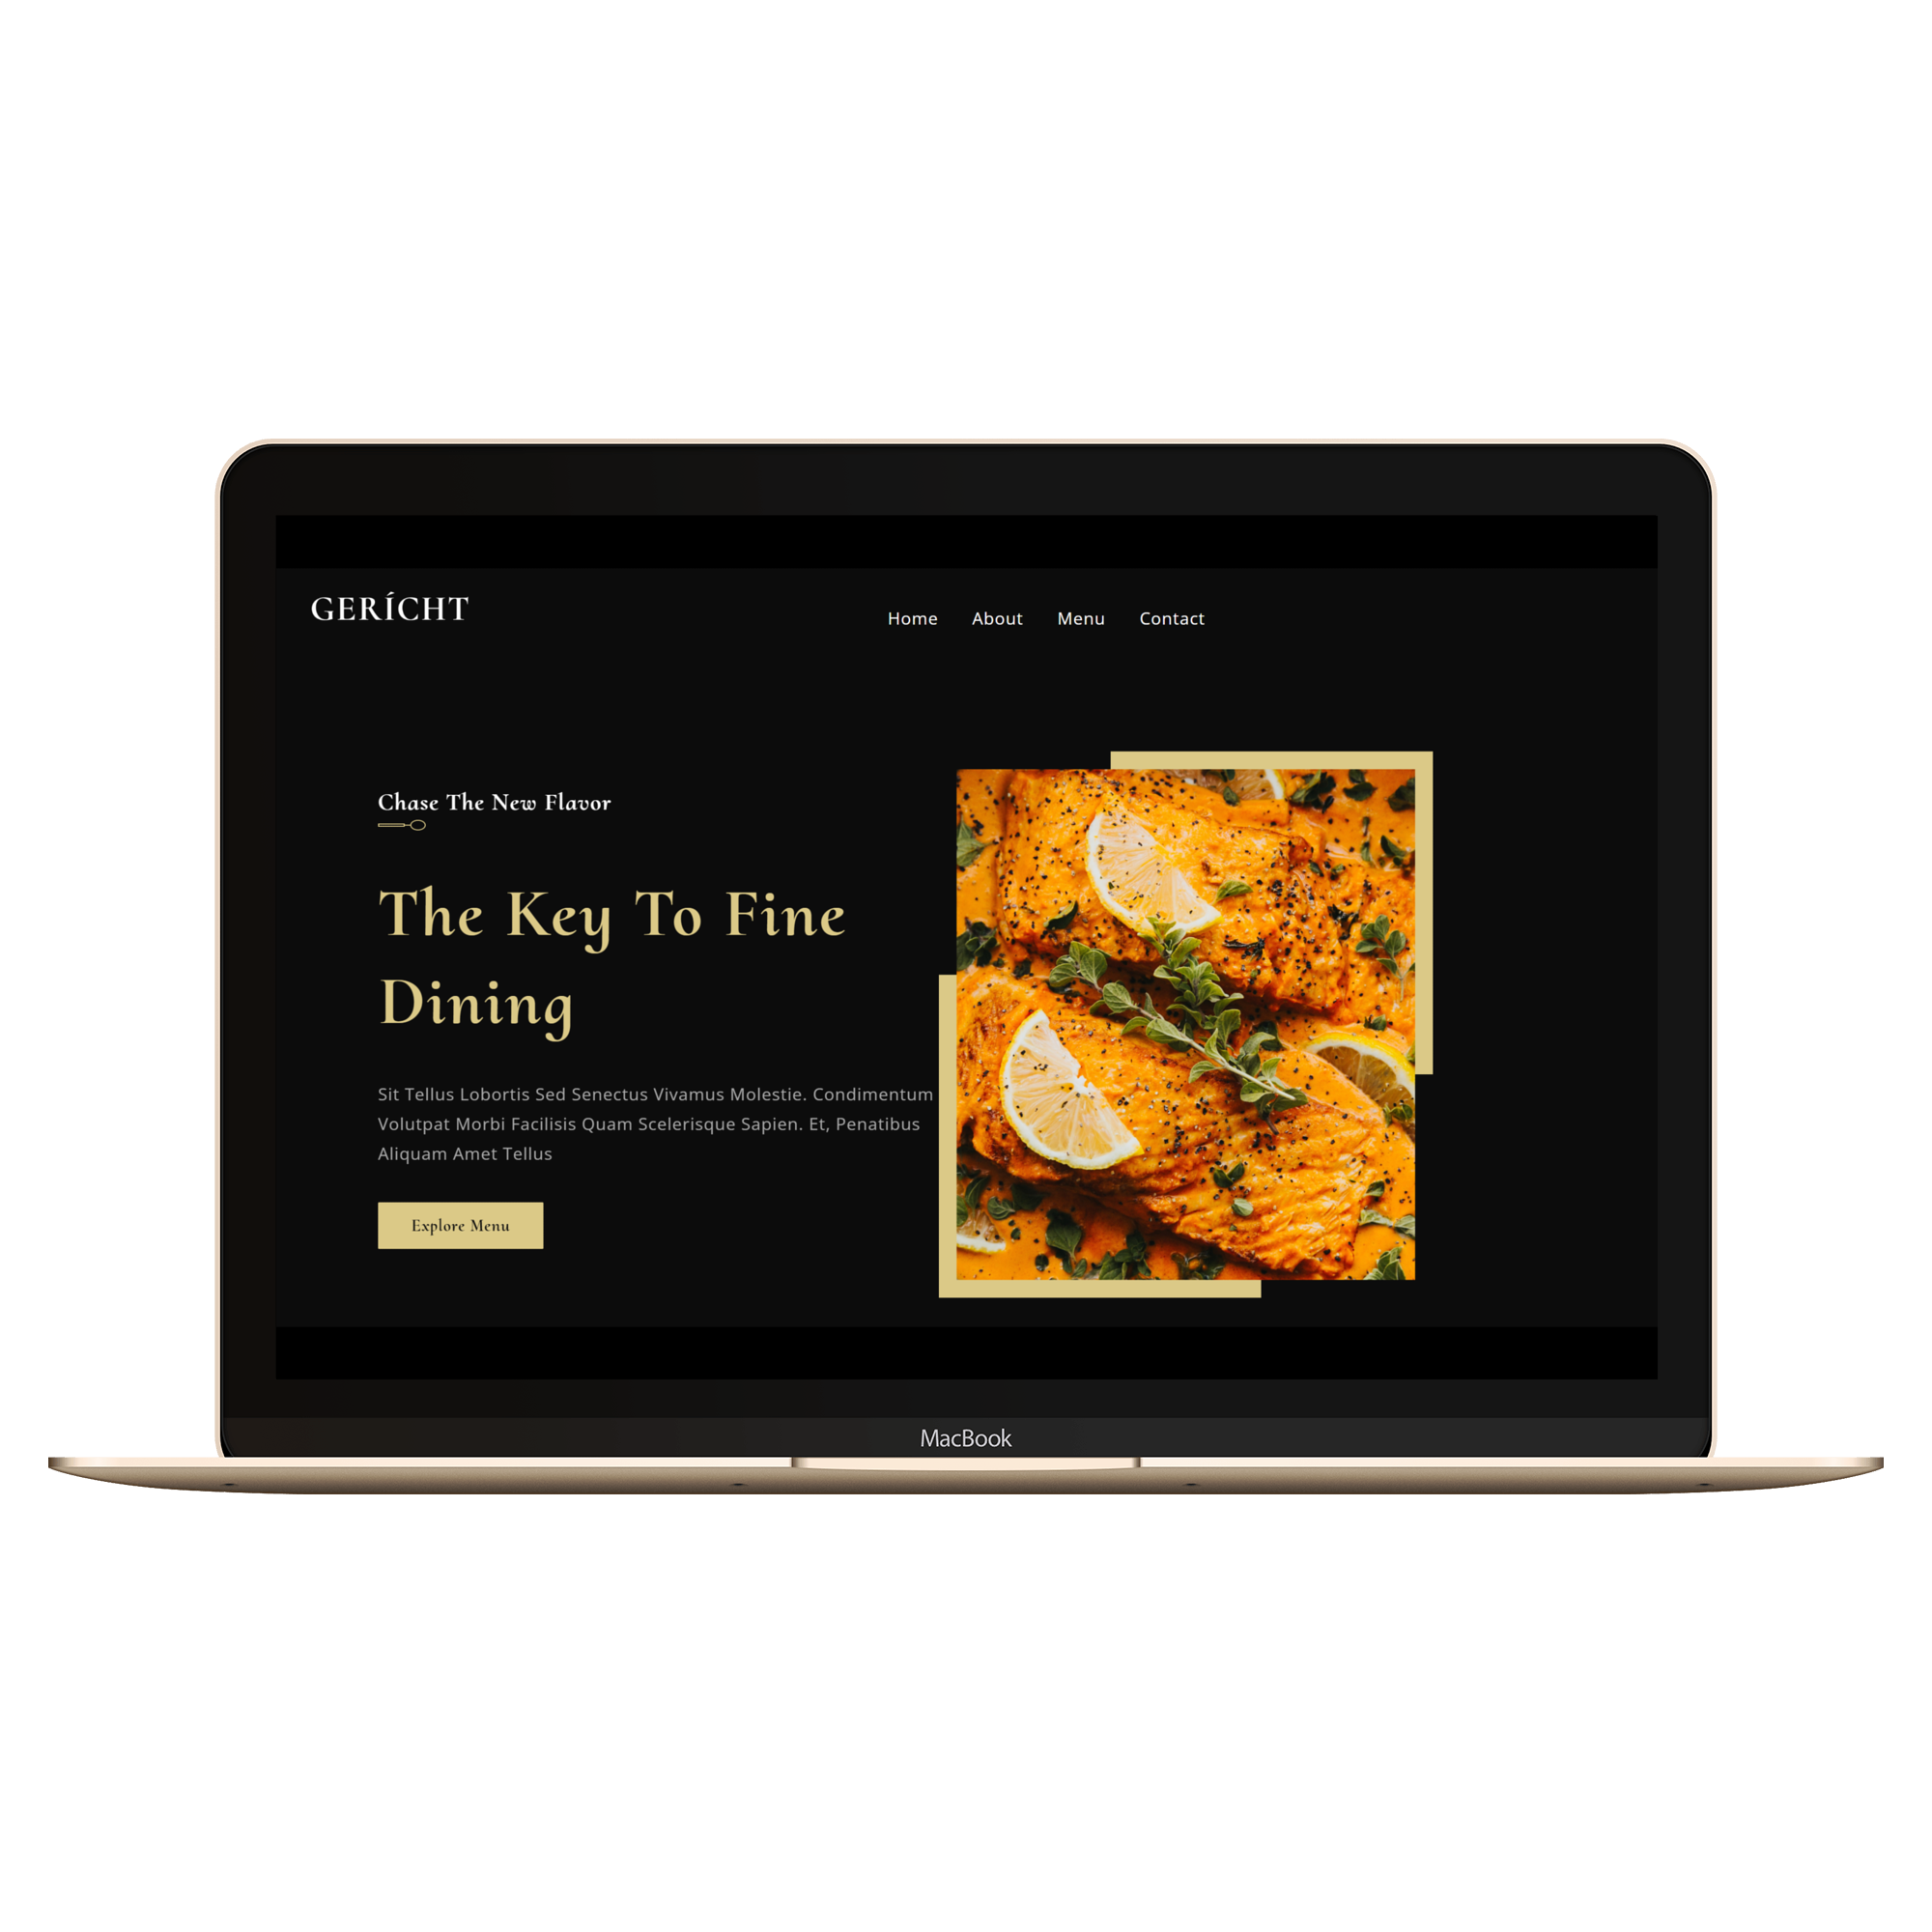 GERÍCHT
Home About Menu Contact
Chase The New Flavor
The Key To Fine
Dining
Sit Tellus Lobortis Sed Senectus Vivamus Molestie. Condimentum
Volutpat Morbi Facilisis Quam Scelerisque Sapien. Et, Penatibus
Aliquam Amet Tellus
Explore Menu
MacBook